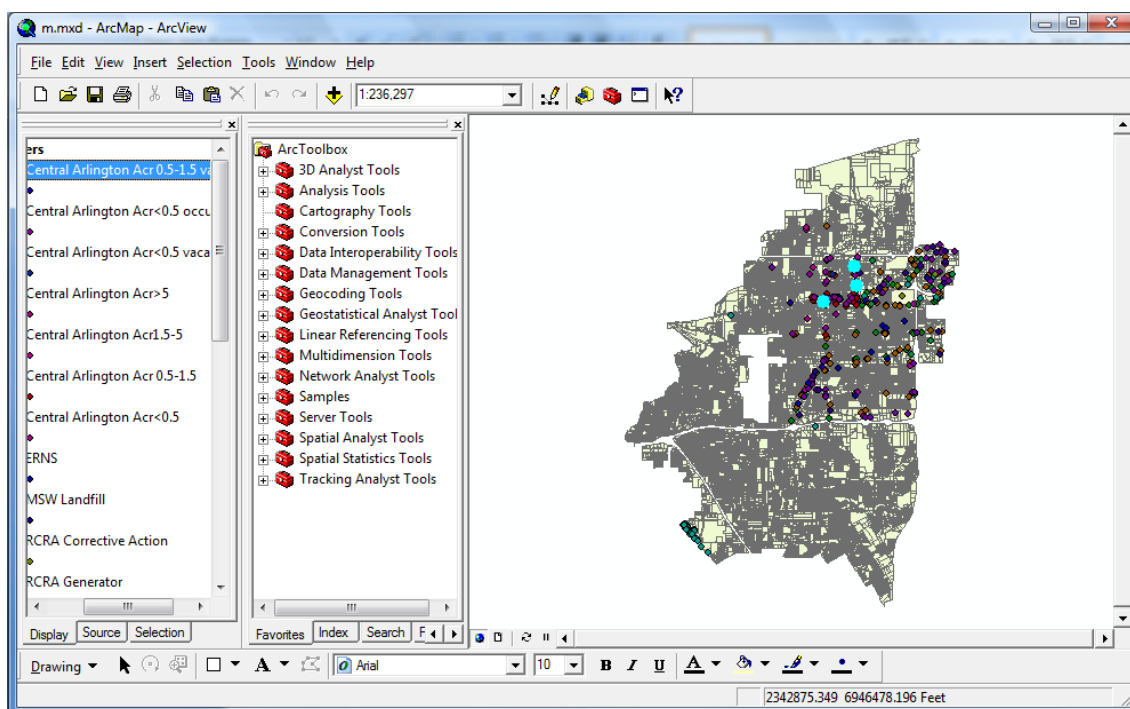 m.mxd - ArcMap - ArcView
File Edit View Insert Selection Tools Window Help
1:236,297
ers
Central Arlington Acr 0.5-1.5 va
Central Arlington Acr<0.5 occu
Central Arlington Acr<0.5 vaca
Central Arlington Acr>5
Central Arlington Acr1.5-5
Central Arlington Acr 0.5-1.5
Central Arlington Acr<0.5
ERNS
MSW Landfill
RCRA Corrective Action
RCRA Generator
Display Source Selection
ArcToolbox
3D Analyst Tools
Analysis Tools
Cartography Tools
Conversion Tools
Data Interoperability Tools
Data Management Tools
Geocoding Tools
Geostatistical Analyst Tool
Linear Referencing Tools
Multidimension Tools
Network Analyst Tools
Samples
Server Tools
Spatial Analyst Tools
Spatial Statistics Tools
Tracking Analyst Tools
Favorites Index Search F
Drawing A Arial 10 B I U A
2342875.349 6946478.196 Feet